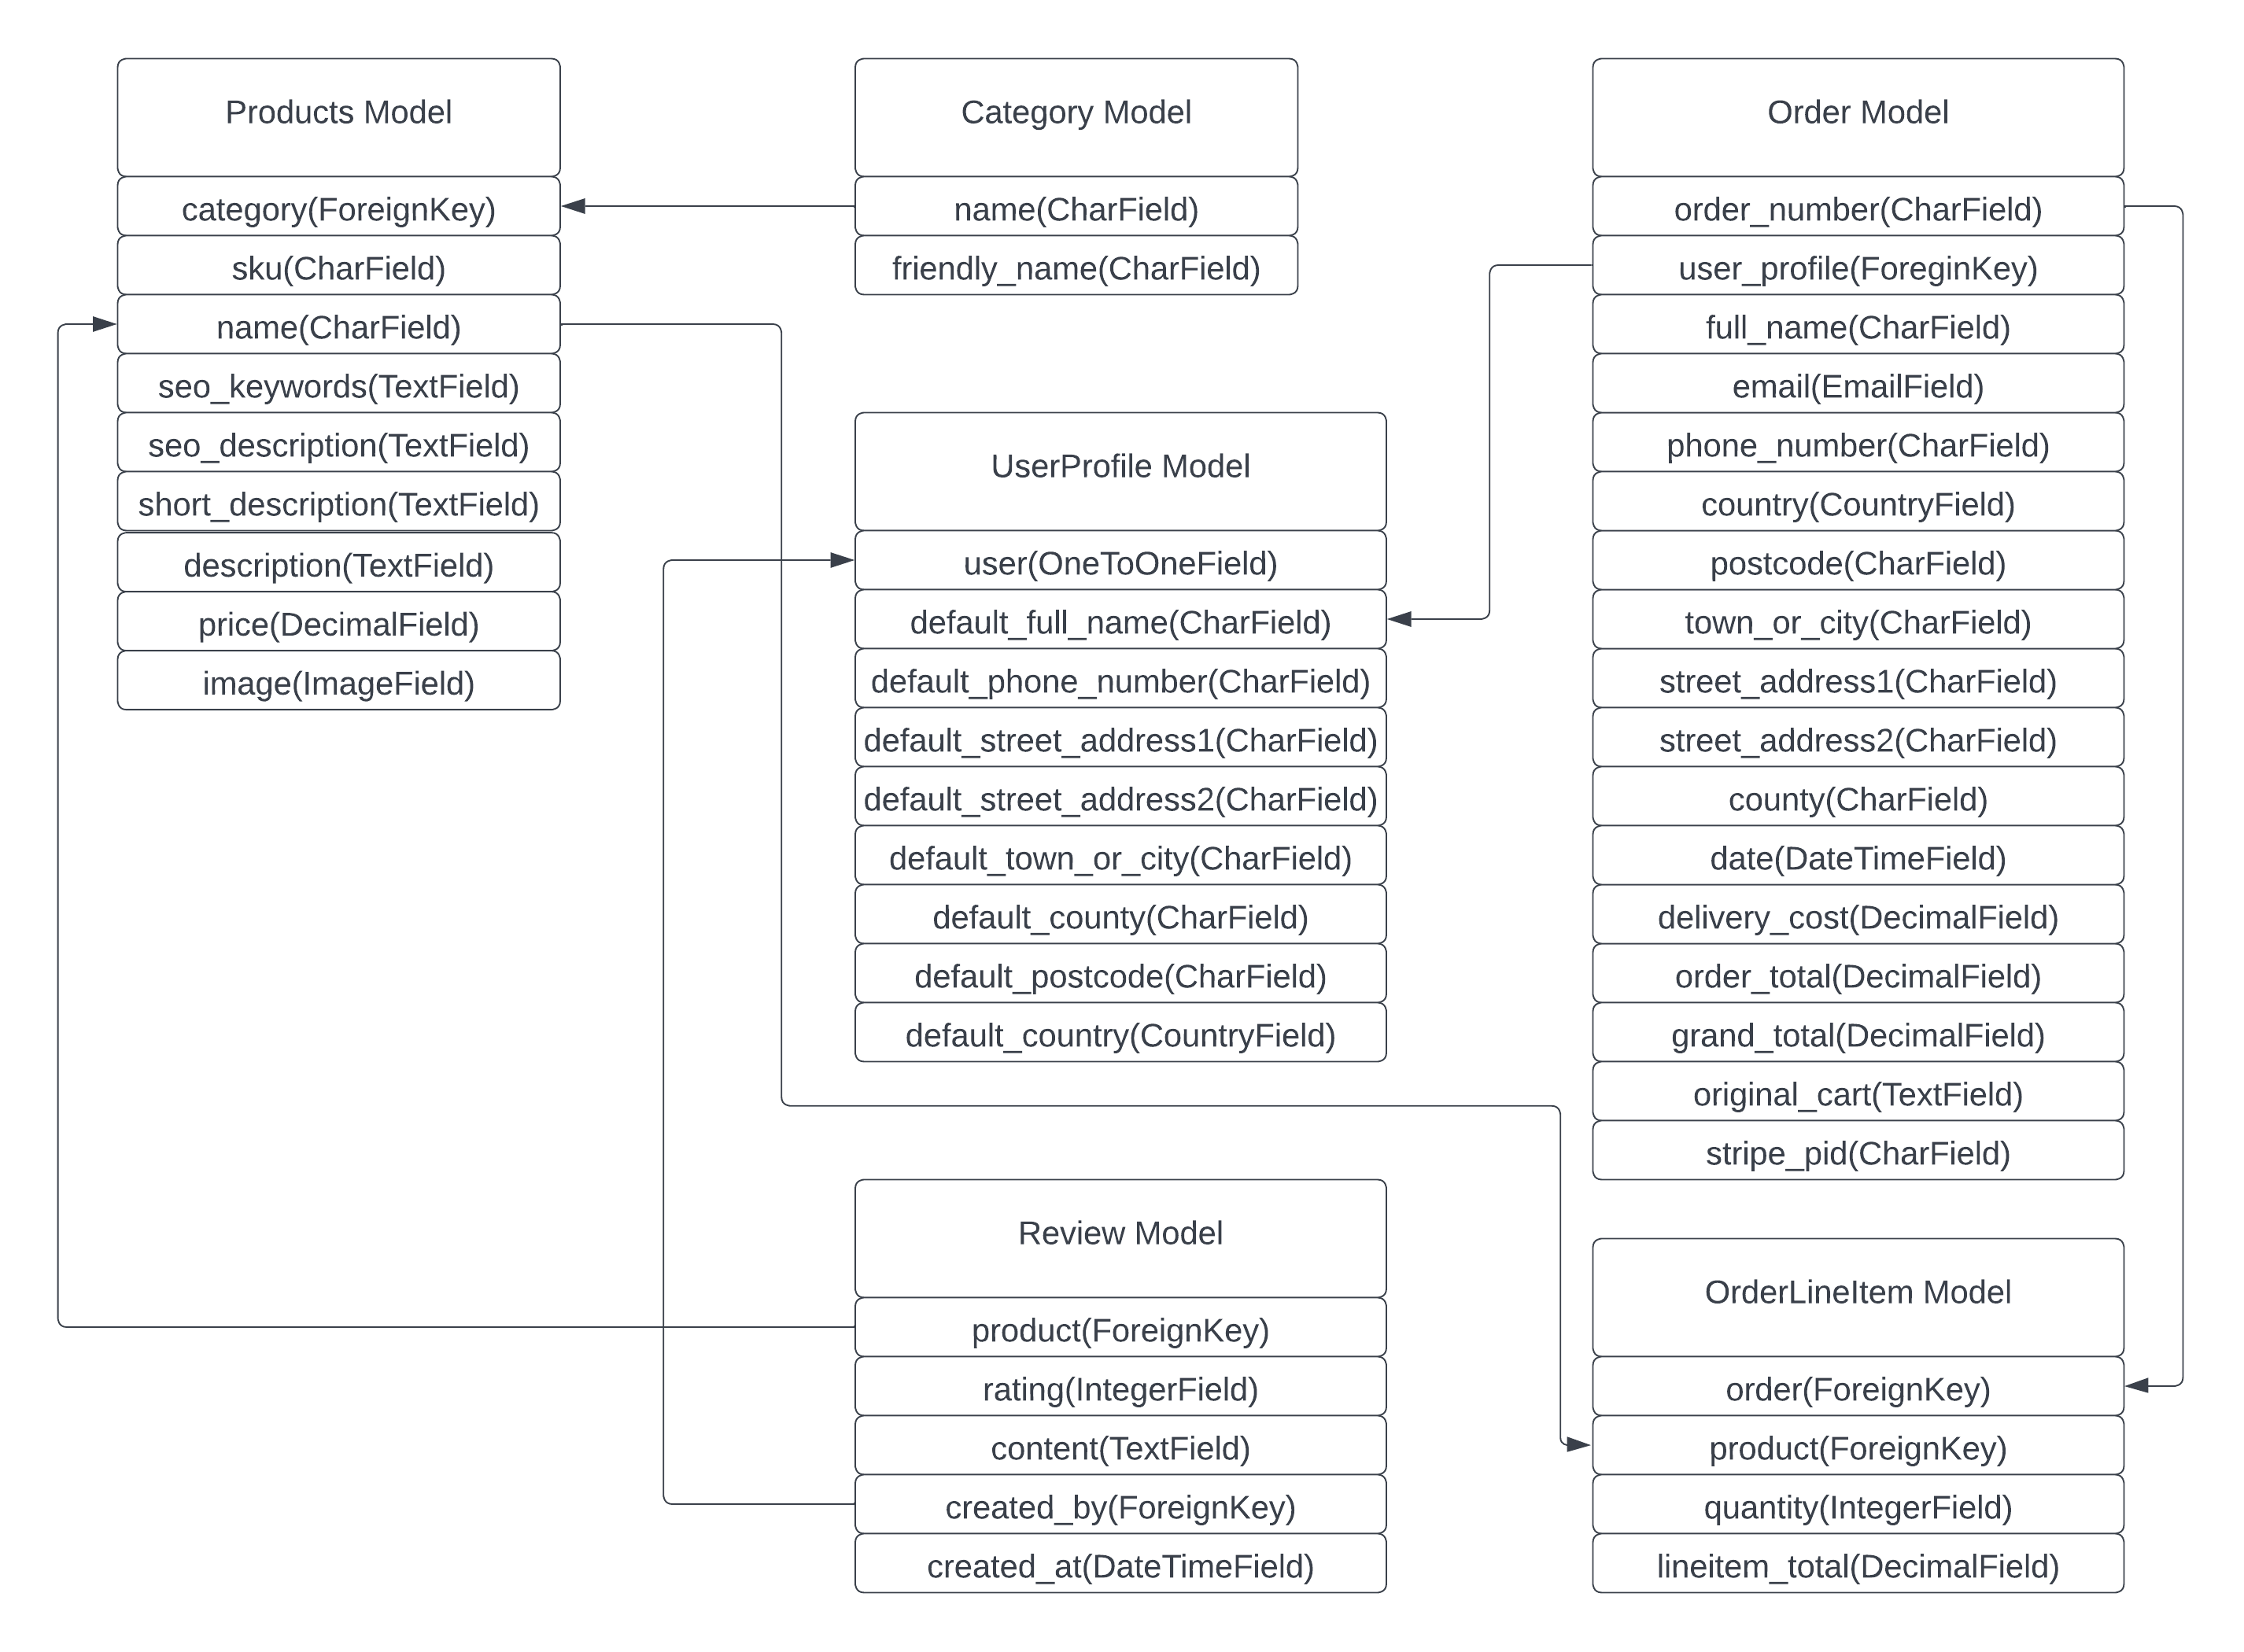 Products Model
category(ForeignKey)
sku(CharField)
name(CharField)
seo_keywords(TextField)
seo_description(TextField)
short_description(TextField)
description(TextField)
price(DecimalField)
image(ImageField)
Category Model
name(CharField)
friendly_name(CharField)
UserProfile Model
user(OneToOneField)
default_full_name(CharField)
default_phone_number(CharField)
default_street_address1(CharField)
default_street_address2(CharField)
default_town_or_city(CharField)
default_county(CharField)
default_postcode(CharField)
default_country(CountryField)
Review Model
product(ForeignKey)
rating(IntegerField)
content(TextField)
created_by(ForeignKey)
created_at(DateTimeField)
Order Model
order_number(CharField)
user_profile(ForeginKey)
full_name(CharField)
email(EmailField)
phone_number(CharField)
country(CountryField)
postcode(CharField)
town_or_city(CharField)
street_address1(CharField)
street_address2(CharField)
county(CharField)
date(DateTimeField)
delivery_cost(DecimalField)
order_total(DecimalField)
grand_total(DecimalField)
original_cart(TextField)
stripe_pid(CharField)
OrderLineItem Model
order(ForeignKey)
product(ForeignKey)
quantity(IntegerField)
lineitem_total(DecimalField)